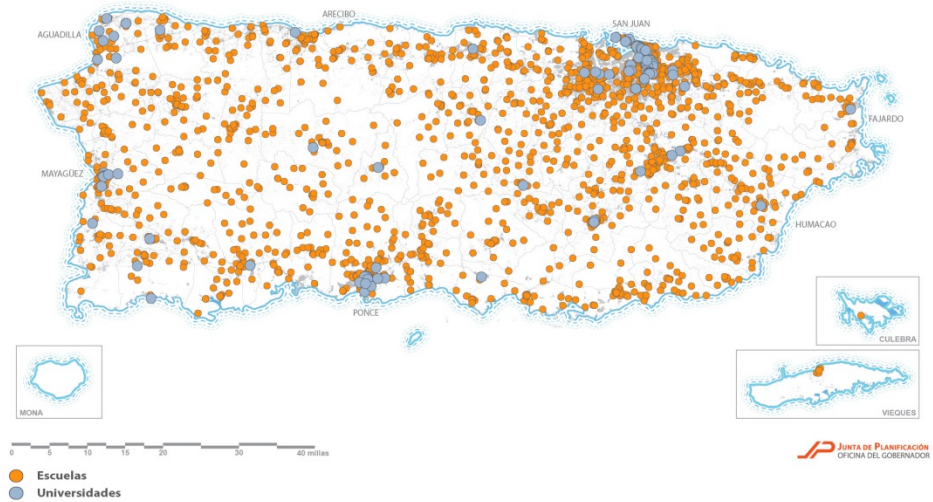 ARECIBO
SAN JUAN
AGUADILLA
FAJARDO
MAYAGÜEZ
HUMACAO
PONCE
CULEBRA
MONA
VIEQUES
0 5 10 15 20 30 40 millas
JP JUNTA DE PLANIFICACIÓN
OFICINA DEL GOBERNADOR
Escuelas
Universidades